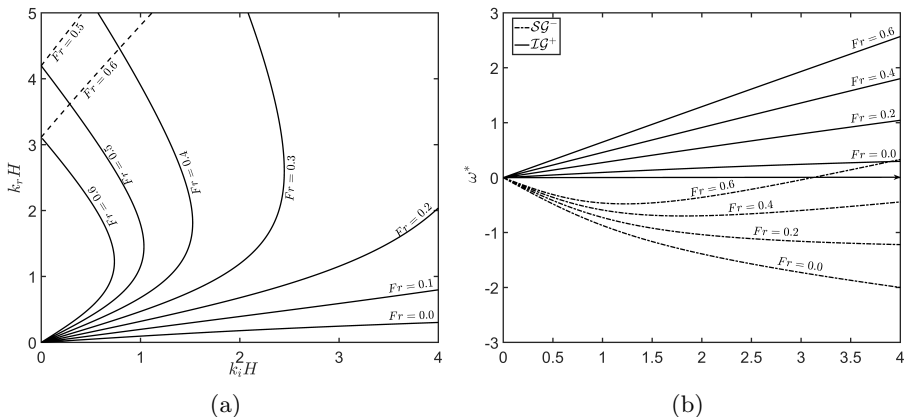 5
4
3
2
1
0
k_r H
0
1
2
3
4
k_i H
Fr = 0.5
Fr = 0.6
Fr = 0.6
Fr = 0.5
Fr = 0.4
Fr = 0.3
Fr = 0.2
Fr = 0.1
Fr = 0.0
(a)
3
2
1
0
-1
-2
-3
ω*
0
0.5
1
1.5
2
2.5
3
3.5
4
SG⁻
IG⁺
Fr = 0.6
Fr = 0.4
Fr = 0.2
Fr = 0.0
Fr = 0.6
Fr = 0.4
Fr = 0.2
Fr = 0.0
(b)